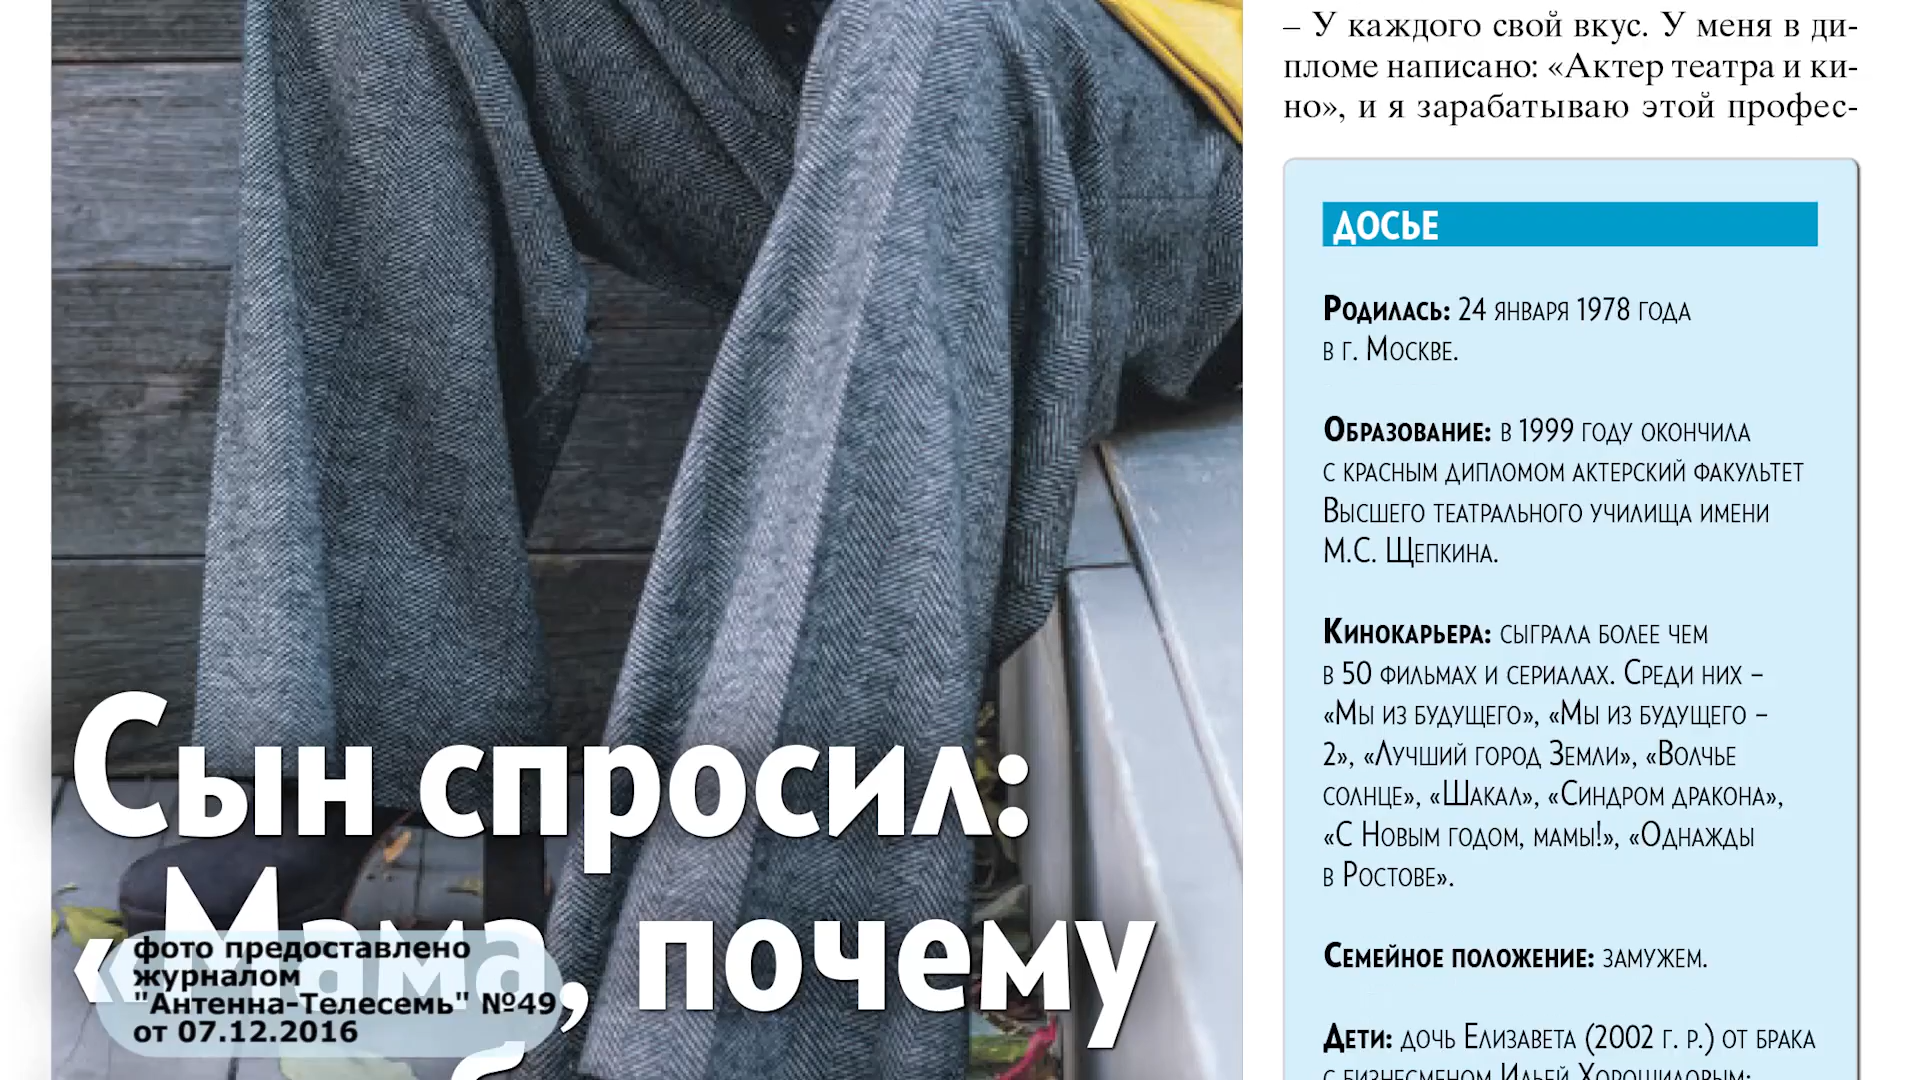 – У каждого свой вкус. У меня в ди-
пломе написано: «Актер театра и ки-
но», и я зарабатываю этой профес-
ДОСЬЕ
Родилась: 24 января 1978 года
в г. Москве.
Образование: в 1999 году окончила
с красным дипломом актерский факультет
Высшего театрального училища имени
М.С. Щепкина.
Кинокарьера: сыграла более чем
в 50 фильмах и сериалах. Среди них –
«Мы из будущего», «Мы из будущего –
2», «Лучший город Земли», «Волчье
солнце», «Шакал», «Синдром дракона»,
«С Новым годом, мамы!», «Однажды
в Ростове».
Семейное положение: замужем.
Дети: дочь Елизавета (2002 г. р.) от брака
с бизнесменом Ильей Хорошиловым;
Сын спросил:
«Мама, почему
фото предоставлено
журналом
"Антенна-Телесемь" №49
от 07.12.2016